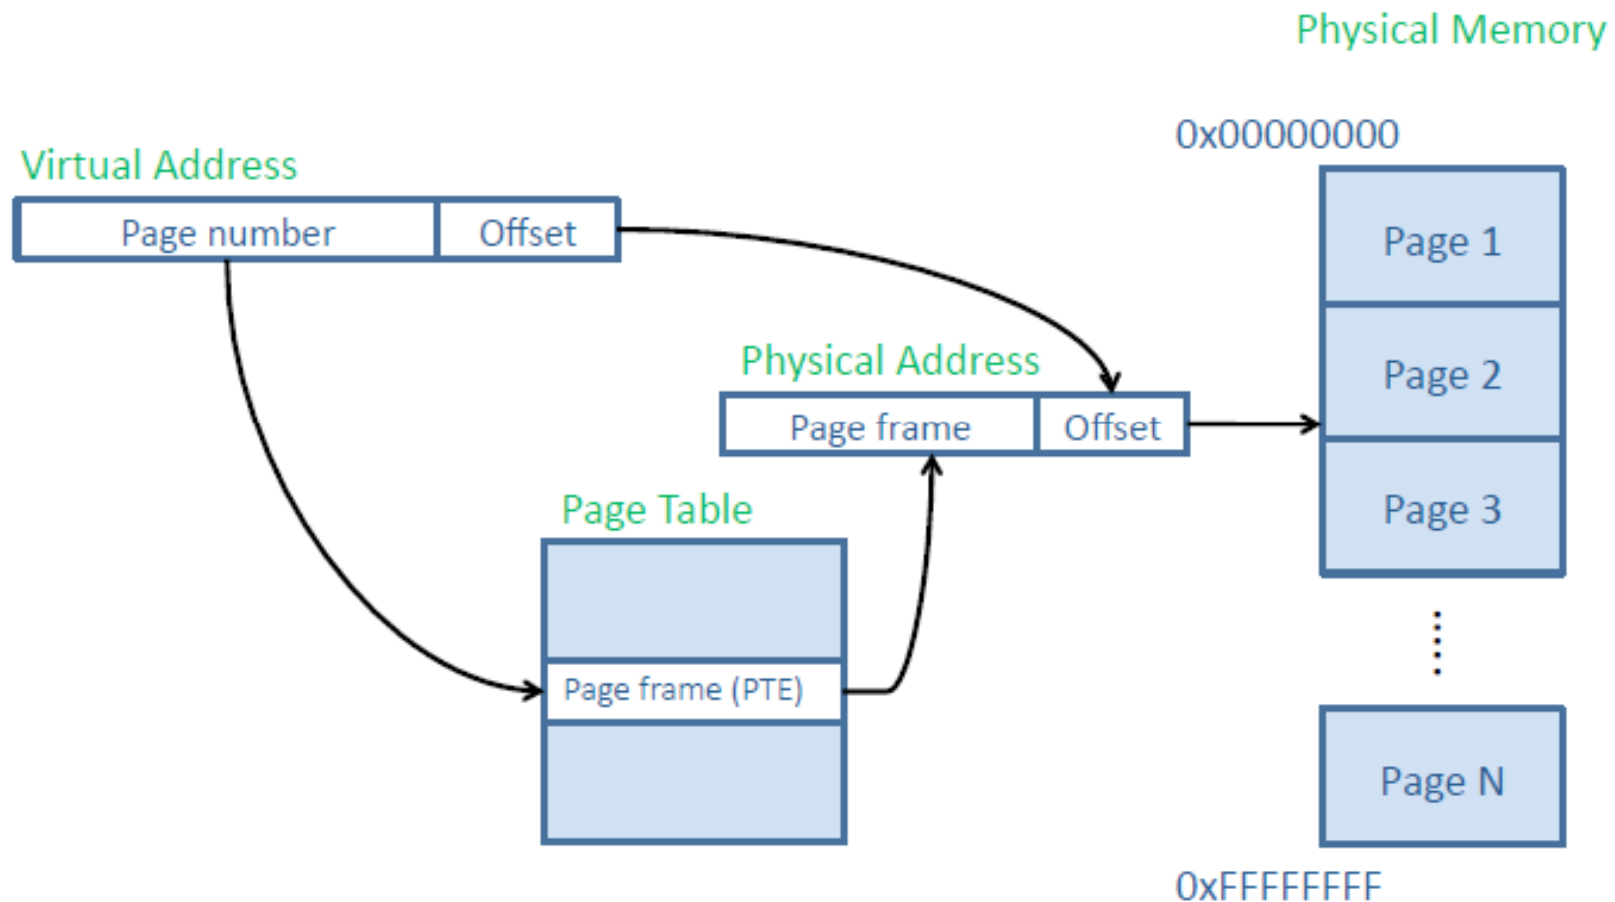 Physical Memory
0x00000000
Virtual Address
Page number
Offset
Page 1
Physical Address
Page 2
Page frame
Offset
Page Table
Page 3
Page frame (PTE)
Page N
0xFFFFFFFF